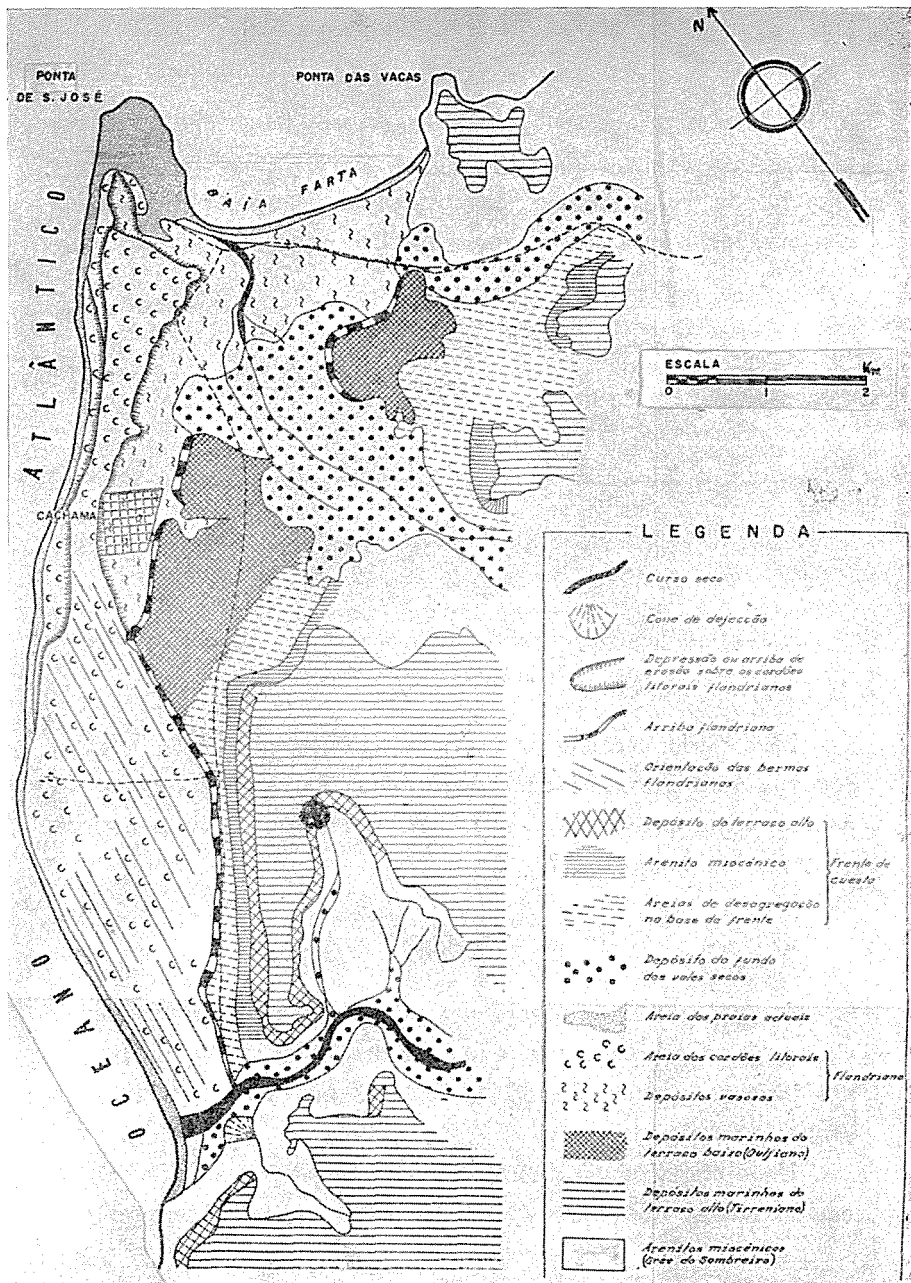 N
PONTA
DE S. JOSÉ
PONTA DAS VACAS
BAÍA FARTA
ATLÂNTICO
OCEANO
CACHAMA
ESCALA
Km
0 1 2
LEGENDA
Curso seco
Cone de dejecção
Depressão ou arriba de
erosão sobre os cordões
litorais flandrianos
Arriba flandriana
Orientação das bermas
flandrianas
Depósito do terraço alto
Arenito miocénico
Areias de desagregação
na base da frente
Frente de
cuesta
Depósito do fundo
dos vales secos
Areia das praias actuais
Areia dos cordões litorais
Depósitos vasosos
Flandriano
Depósitos marinhos do
terraço baixo (Ouljiano)
Depósitos marinhos do
terraço alto (Tirreniano)
Arenitos miocénicos
(Grés do Sombreiro)